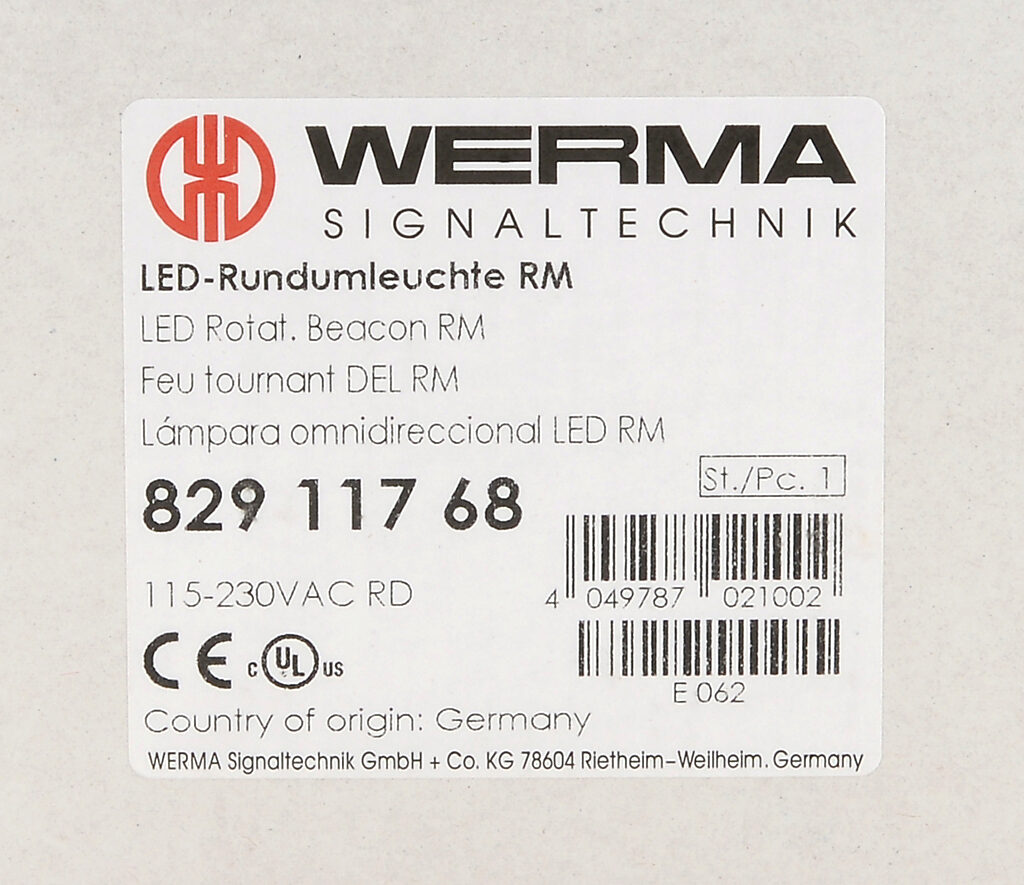 WERMA
SIGNALTECHNIK
LED-Rundumleuchte RM
LED Rotat. Beacon RM
Feu tournant DEL RM
Lámpara omnidireccional LED RM
St./Pc. 1
829 117 68
115-230VAC RD
4 049787 021002
CE c UL us
E 062
Country of origin: Germany
WERMA Signaltechnik GmbH + Co. KG 78604 Rietheim-Weilheim. Germany